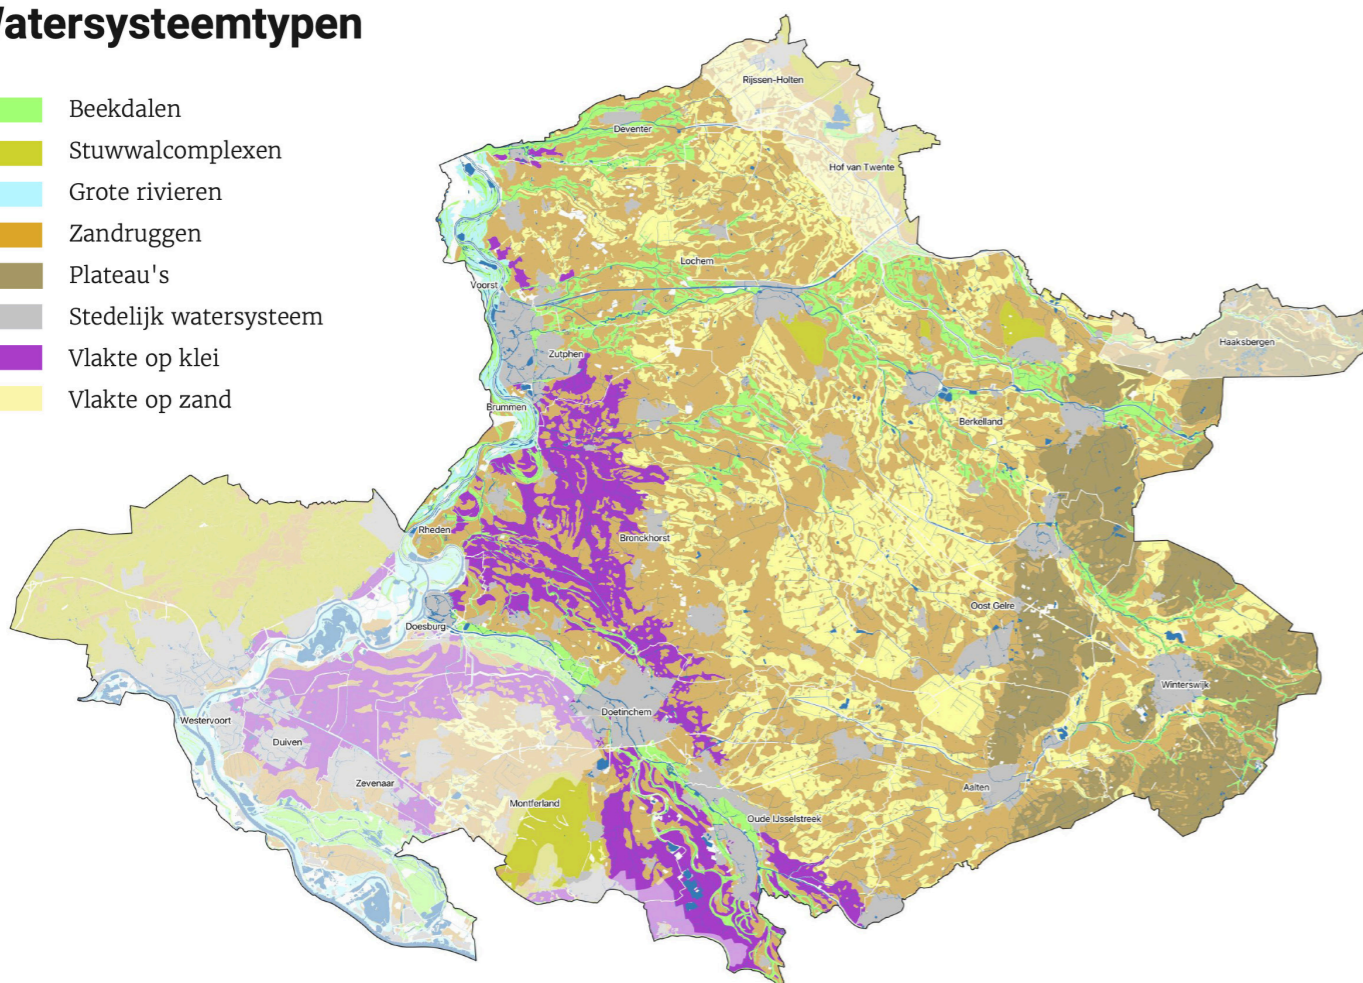 Watersysteemtypen
Beekdalen
Stuwwalcomplexen
Grote rivieren
Zandruggen
Plateau's
Stedelijk watersysteem
Vlakte op klei
Vlakte op zand
Rijssen-Holten
Deventer
Hof van Twente
Lochem
Voorst
Haaksbergen
Zutphen
Brummen
Berkelland
Rheden
Bronckhorst
Oost Gelre
Doesburg
Winterswijk
Doetinchem
Westervoort
Duiven
Zevenaar
Aalten
Montferland
Oude IJsselstreek